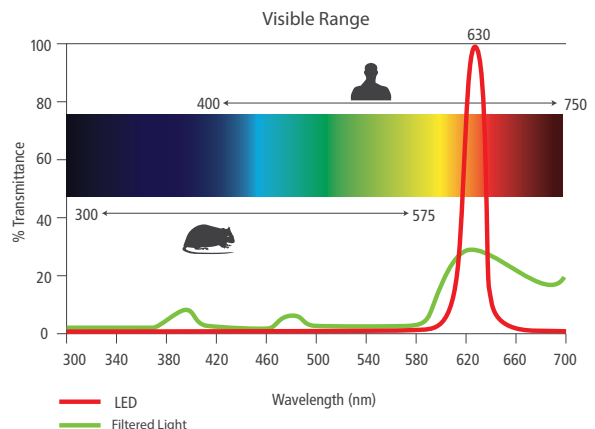 Visible Range
630
100
400
750
80
60
% Transmittance
40
300
575
20
0
300 340 380 420 460 500 540 580 620 660 700
Wavelength (nm)
LED
Filtered Light